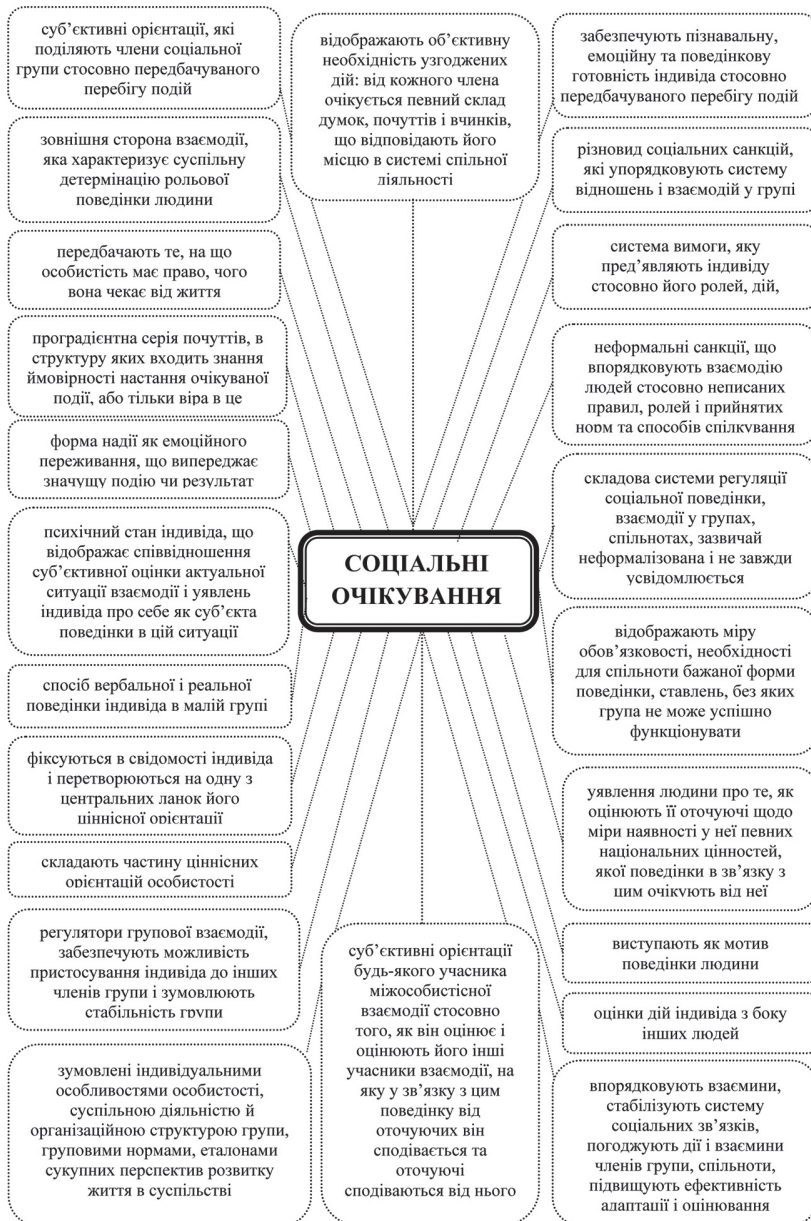 суб’єктивні орієнтації, які
поділяють члени соціальної
групи стосовно передбачуваного
перебігу подій
зовнішня сторона взаємодії,
яка характеризує суспільну
детермінацію рольової
поведінки людини
передбачають те, на що
особистість має право, чого
вона чекає від життя
проградієнтна серія почуттів, в
структуру яких входить знання
ймовірності настання очікуваної
події, або тільки віра в це
форма надії як емоційного
переживання, що випереджає
значущу подію чи результат
психічний стан індивіда, що
відображає співвідношення
суб’єктивної оцінки актуальної
ситуації взаємодії і уявлень
індивіда про себе як суб’єкта
поведінки в цій ситуації
спосіб вербальної і реальної
поведінки індивіда в малій групі
фіксуються в свідомості індивіда
і перетворюються на одну з
центральних ланок його
ціннісної орієнтації
складають частину ціннісних
орієнтацій особистості
регулятори групової взаємодії,
забезпечують можливість
пристосування індивіда до інших
членів групи і зумовлюють
стабільність групи
зумовлені індивідуальними
особливостями особистості,
суспільною діяльністю й
організаційною структурою групи,
груповими нормами, еталонами
сукупних перспектив розвитку
життя в суспільстві
відображають об’єктивну
необхідність узгоджених
дій: від кожного члена
очікується певний склад
думок, почуттів і вчинків,
що відповідають його
місцю в системі спільної
діяльності
СОЦІАЛЬНІ
ОЧІКУВАННЯ
суб’єктивні орієнтації
будь-якого учасника
міжособистісної
взаємодії стосовно
того, як він оцінює і
оцінюють його інші
учасники взаємодії, на
яку у зв’язку з цим
поведінку від
оточуючих він
сподівається та
оточуючі
сподіваються від нього
забезпечують пізнавальну,
емоційну та поведінкову
готовність індивіда стосовно
передбачуваного перебігу подій
різновид соціальних санкцій,
які упорядковують систему
відношень і взаємодій у групі
система вимоги, яку
пред’являють індивіду
стосовно його ролей, дій,
неформальні санкції, що
впорядковують взаємодію
людей стосовно неписаних
правил, ролей і прийнятих
норм та способів спілкування
складова системи регуляції
соціальної поведінки,
взаємодії у групах,
спільнотах, зазвичай
неформалізована і не завжди
усвідомлюється
відображають міру
обов’язковості, необхідності
для спільноти бажаної форми
поведінки, ставлень, без яких
група не може успішно
функціонувати
уявлення людини про те, як
оцінюють її оточуючі щодо
міри наявності у неї певних
національних цінностей,
якої поведінки в зв’язку з
цим очікують від неї
виступають як мотив
поведінки людини
оцінки дій індивіда з боку
інших людей
впорядковують взаємини,
стабілізують систему
соціальних зв’язків,
погоджують дії і взаємини
членів групи, спільноти,
підвищують ефективність
адаптації і оцінювання